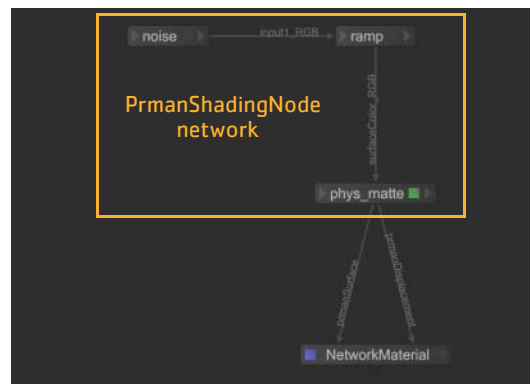 noise
input1_RGB
ramp
PrmanShadingNode
network
surfaceColor_RGB
phys_matte
prmanSurface
prmanDisplacement
NetworkMaterial